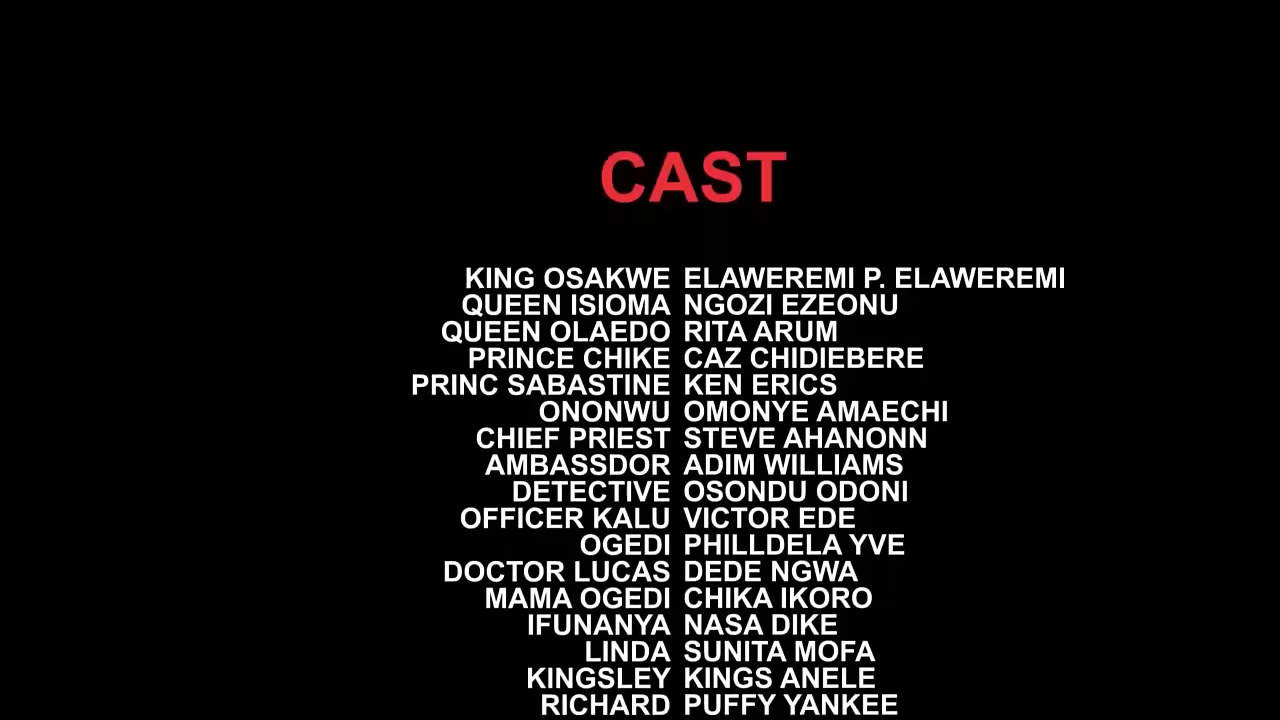 CAST
KING OSAKWE ELAWEREMI P. ELAWEREMI
QUEEN ISIOMA NGOZI EZEONU
QUEEN OLAEDO RITA ARUM
PRINCE CHIKE CAZ CHIDIEBERE
PRINC SABASTINE KEN ERICS
ONONWU OMONYE AMAECHI
CHIEF PRIEST STEVE AHANONN
AMBASSDOR ADIM WILLIAMS
DETECTIVE OSONDU ODONI
OFFICER KALU VICTOR EDE
OGEDI PHILLDELA YVE
DOCTOR LUCAS DEDE NGWA
MAMA OGEDI CHIKA IKORO
IFUNANYA NASA DIKE
LINDA SUNITA MOFA
KINGSLEY KINGS ANELE
RICHARD PUFFY YANKEE